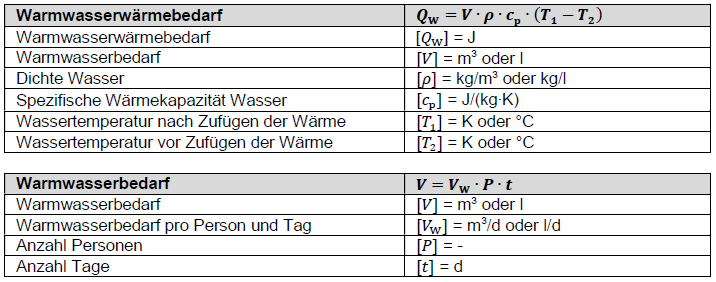 Warmwasserwärmebedarf Q_W = V · ρ · c_p · (T_1 − T_2)
Warmwasserwärmebedarf [Q_W] = J
Warmwasserbedarf [V] = m³ oder l
Dichte Wasser [ρ] = kg/m³ oder kg/l
Spezifische Wärmekapazität Wasser [c_p] = J/(kg·K)
Wassertemperatur nach Zufügen der Wärme [T_1] = K oder °C
Wassertemperatur vor Zufügen der Wärme [T_2] = K oder °C
Warmwasserbedarf V = V_W · P · t
Warmwasserbedarf [V] = m³ oder l
Warmwasserbedarf pro Person und Tag [V_W] = m³/d oder l/d
Anzahl Personen [P] = -
Anzahl Tage [t] = d